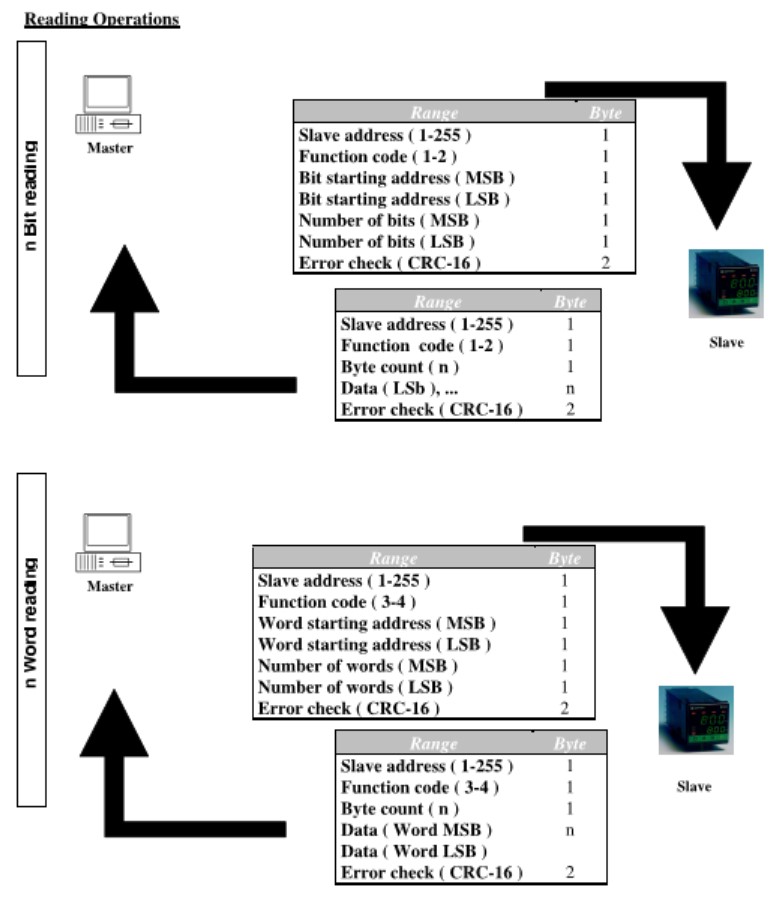 Reading Operations
n Bit reading
Master
Range Byte
Slave address ( 1-255 ) 1
Function code ( 1-2 ) 1
Bit starting address ( MSB ) 1
Bit starting address ( LSB ) 1
Number of bits ( MSB ) 1
Number of bits ( LSB ) 1
Error check ( CRC-16 ) 2
Slave
Range Byte
Slave address ( 1-255 ) 1
Function code ( 1-2 ) 1
Byte count ( n ) 1
Data ( LSb ), ... n
Error check ( CRC-16 ) 2
n Word reading
Master
Range Byte
Slave address ( 1-255 ) 1
Function code ( 3-4 ) 1
Word starting address ( MSB ) 1
Word starting address ( LSB ) 1
Number of words ( MSB ) 1
Number of words ( LSB ) 1
Error check ( CRC-16 ) 2
Slave
Range Byte
Slave address ( 1-255 ) 1
Function code ( 3-4 ) 1
Byte count ( n ) 1
Data ( Word MSB ) n
Data ( Word LSB )
Error check ( CRC-16 ) 2